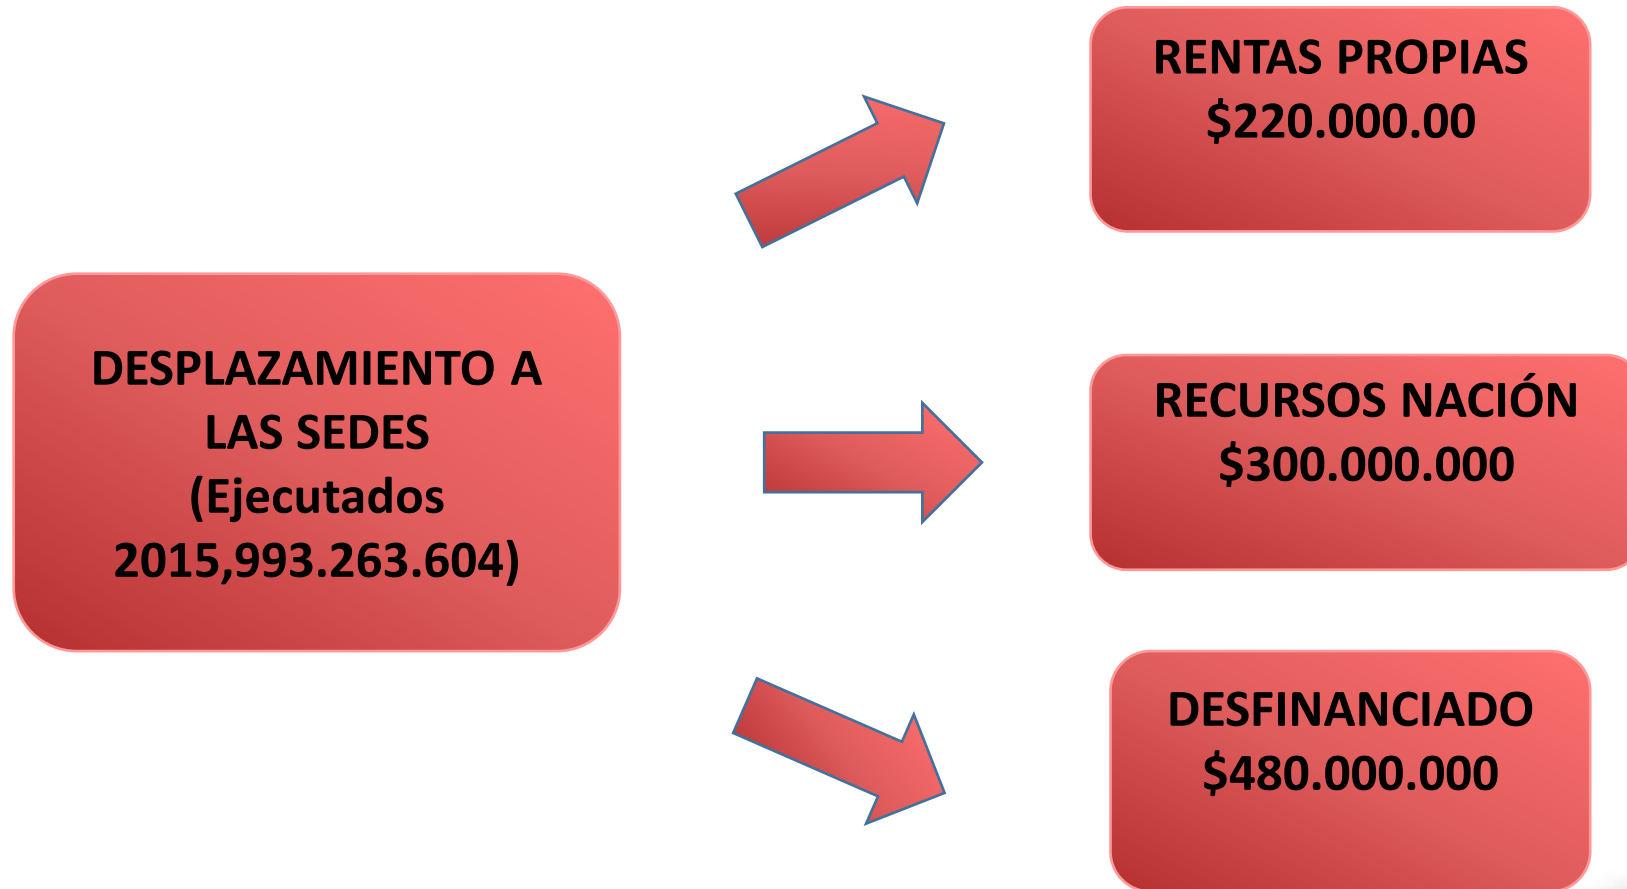 DESPLAZAMIENTO A
LAS SEDES
(Ejecutados
2015,993.263.604)
RENTAS PROPIAS
$220.000.00
RECURSOS NACIÓN
$300.000.000
DESFINANCIADO
$480.000.000